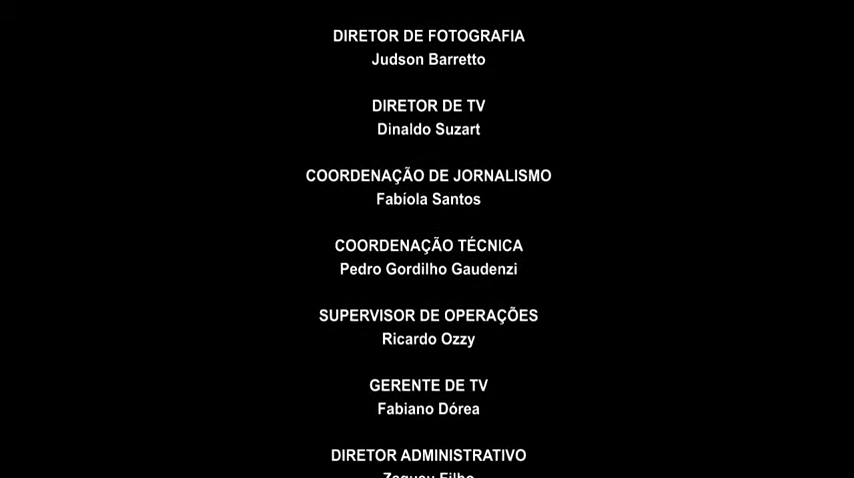 DIRETOR DE FOTOGRAFIA
Judson Barretto
DIRETOR DE TV
Dinaldo Suzart
COORDENAÇÃO DE JORNALISMO
Fabíola Santos
COORDENAÇÃO TÉCNICA
Pedro Gordilho Gaudenzi
SUPERVISOR DE OPERAÇÕES
Ricardo Ozzy
GERENTE DE TV
Fabiano Dórea
DIRETOR ADMINISTRATIVO